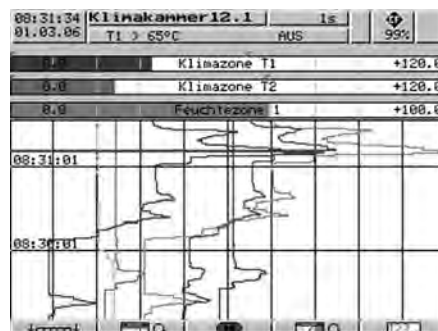 08:31:34 Klimakammer12.1 1s
01.03.06 T1 > 65ºC AUS 99%
0.0 Klimazone T1 +120.0
0.0 Klimazone T2 +120.0
0.0 Feuchtezone 1 +100.0
08:31:01
08:30:01